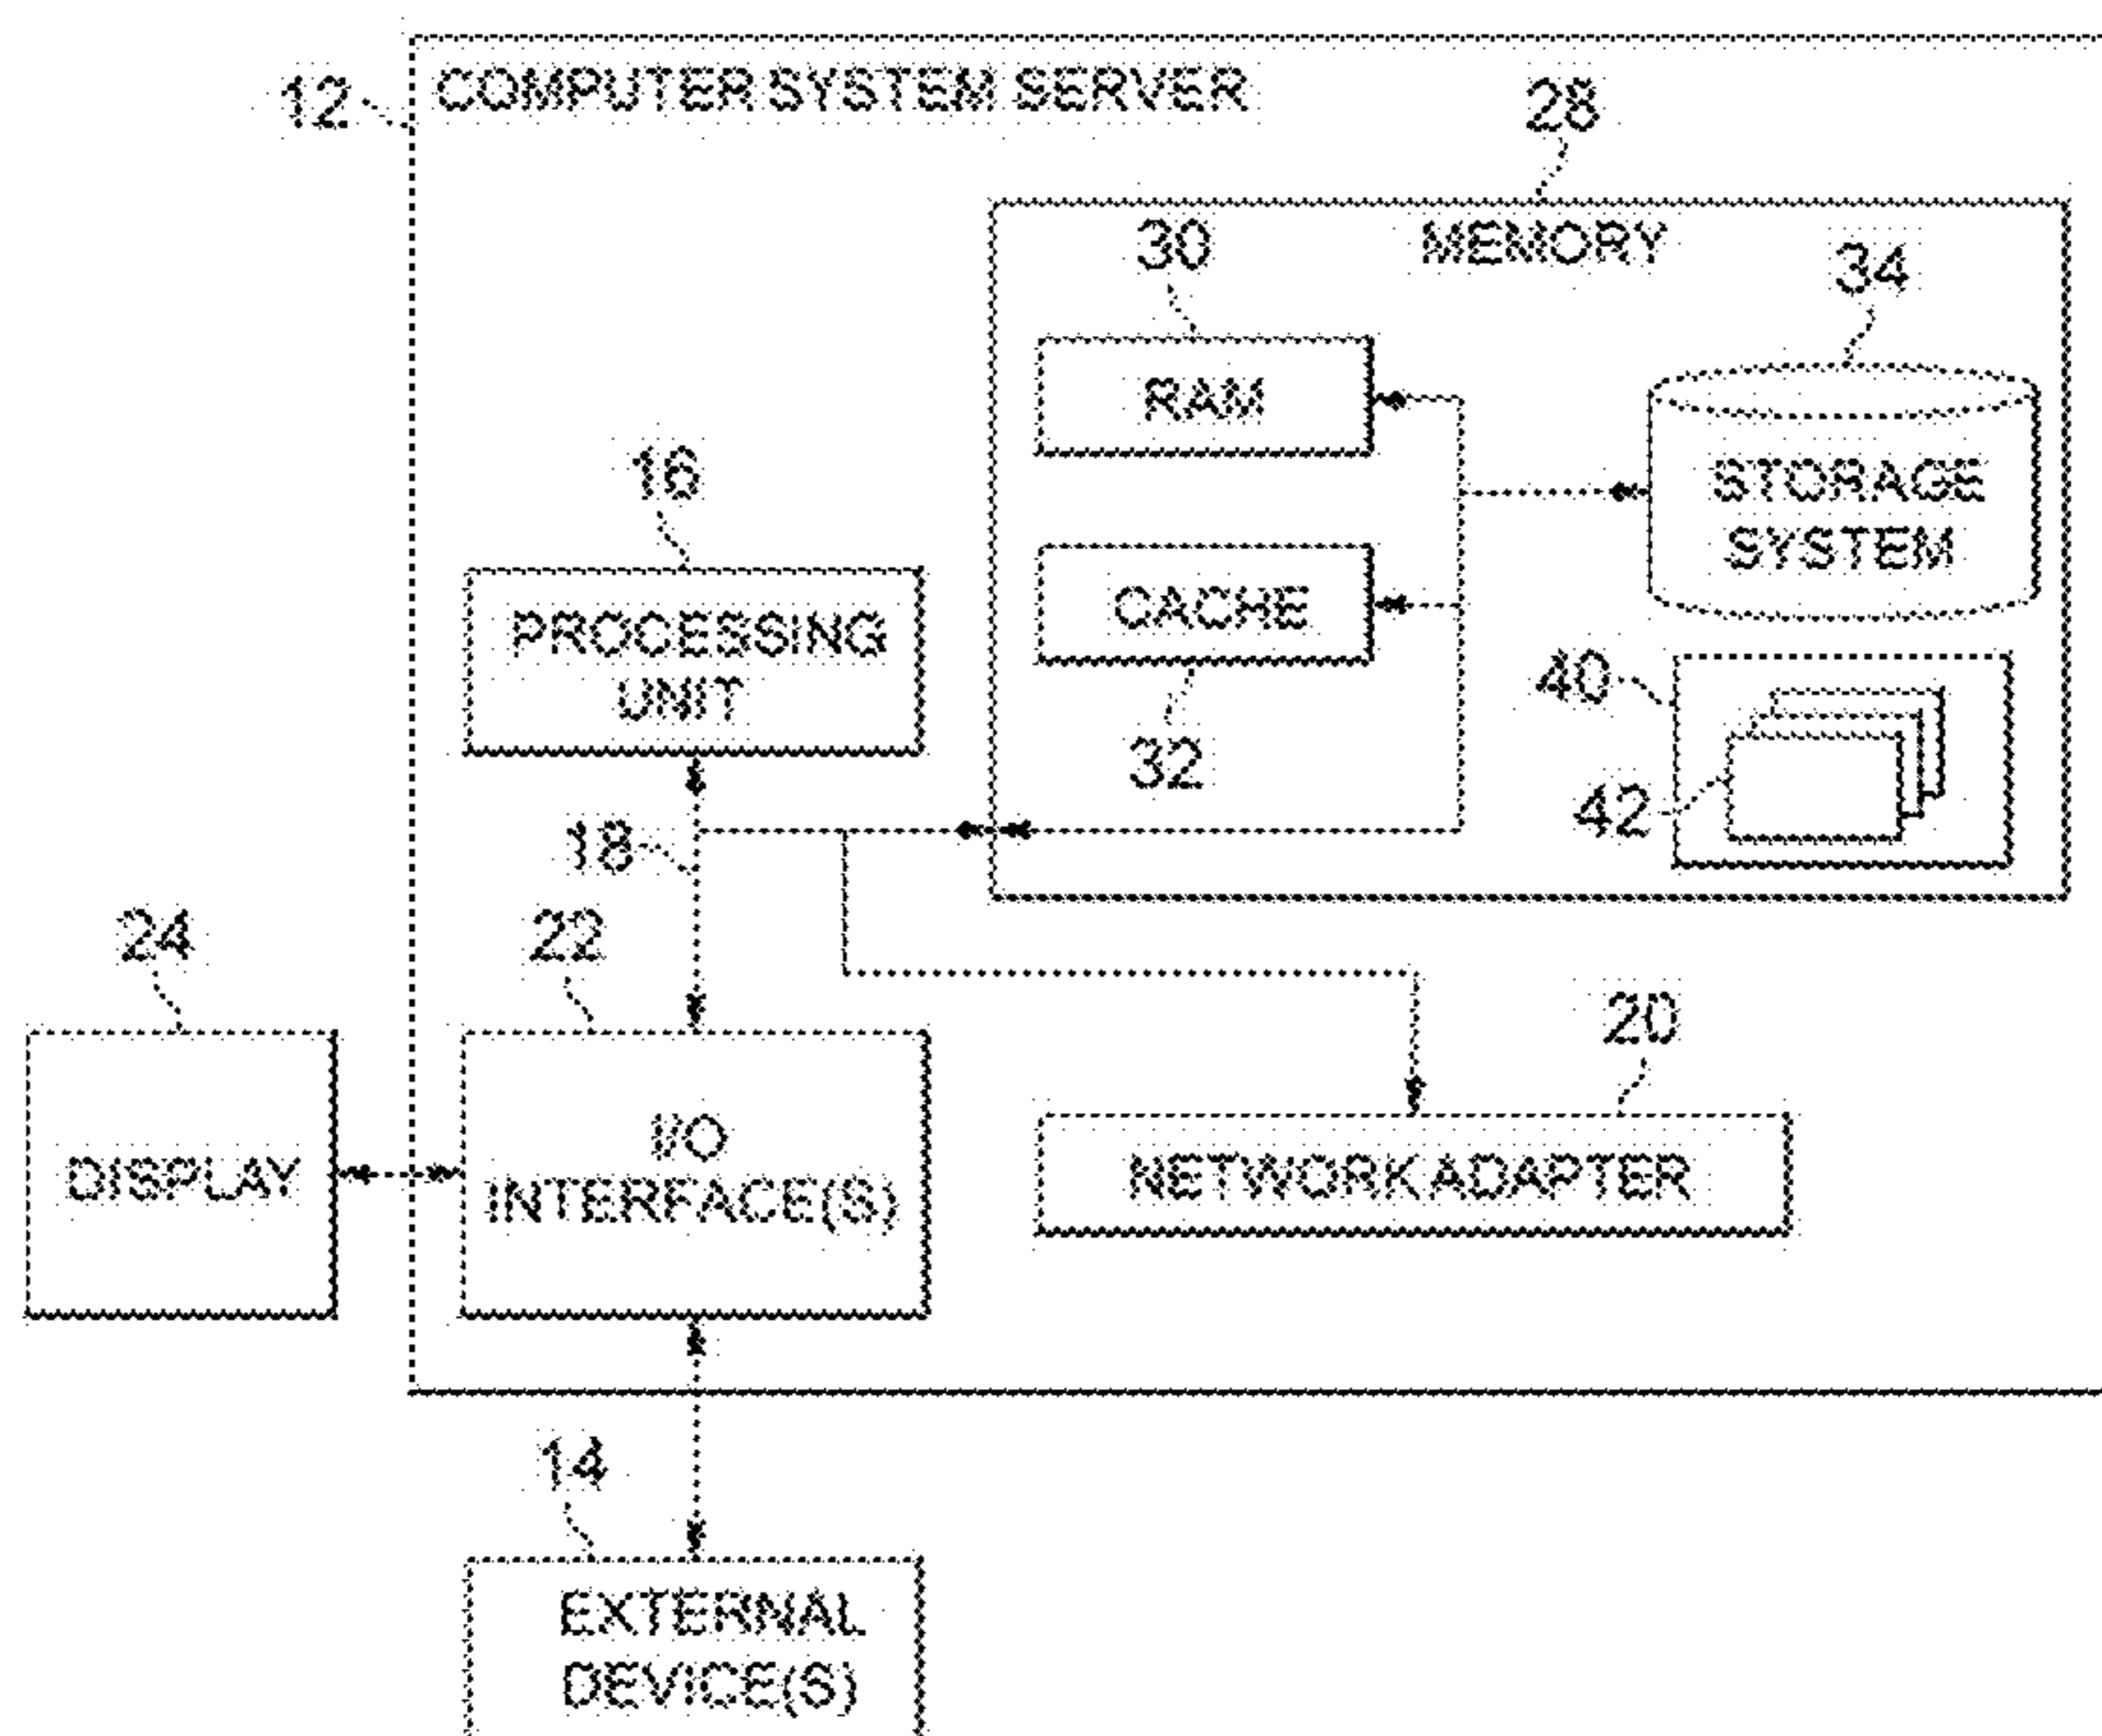 12
COMPUTER SYSTEM SERVER
28
MEMORY
30
34
RAM
STORAGE
SYSTEM
16
PROCESSING
UNIT
CACHE
32
40
42
18
24
22
20
DISPLAY
I/O
INTERFACE(S)
NETWORK ADAPTER
14
EXTERNAL
DEVICE(S)